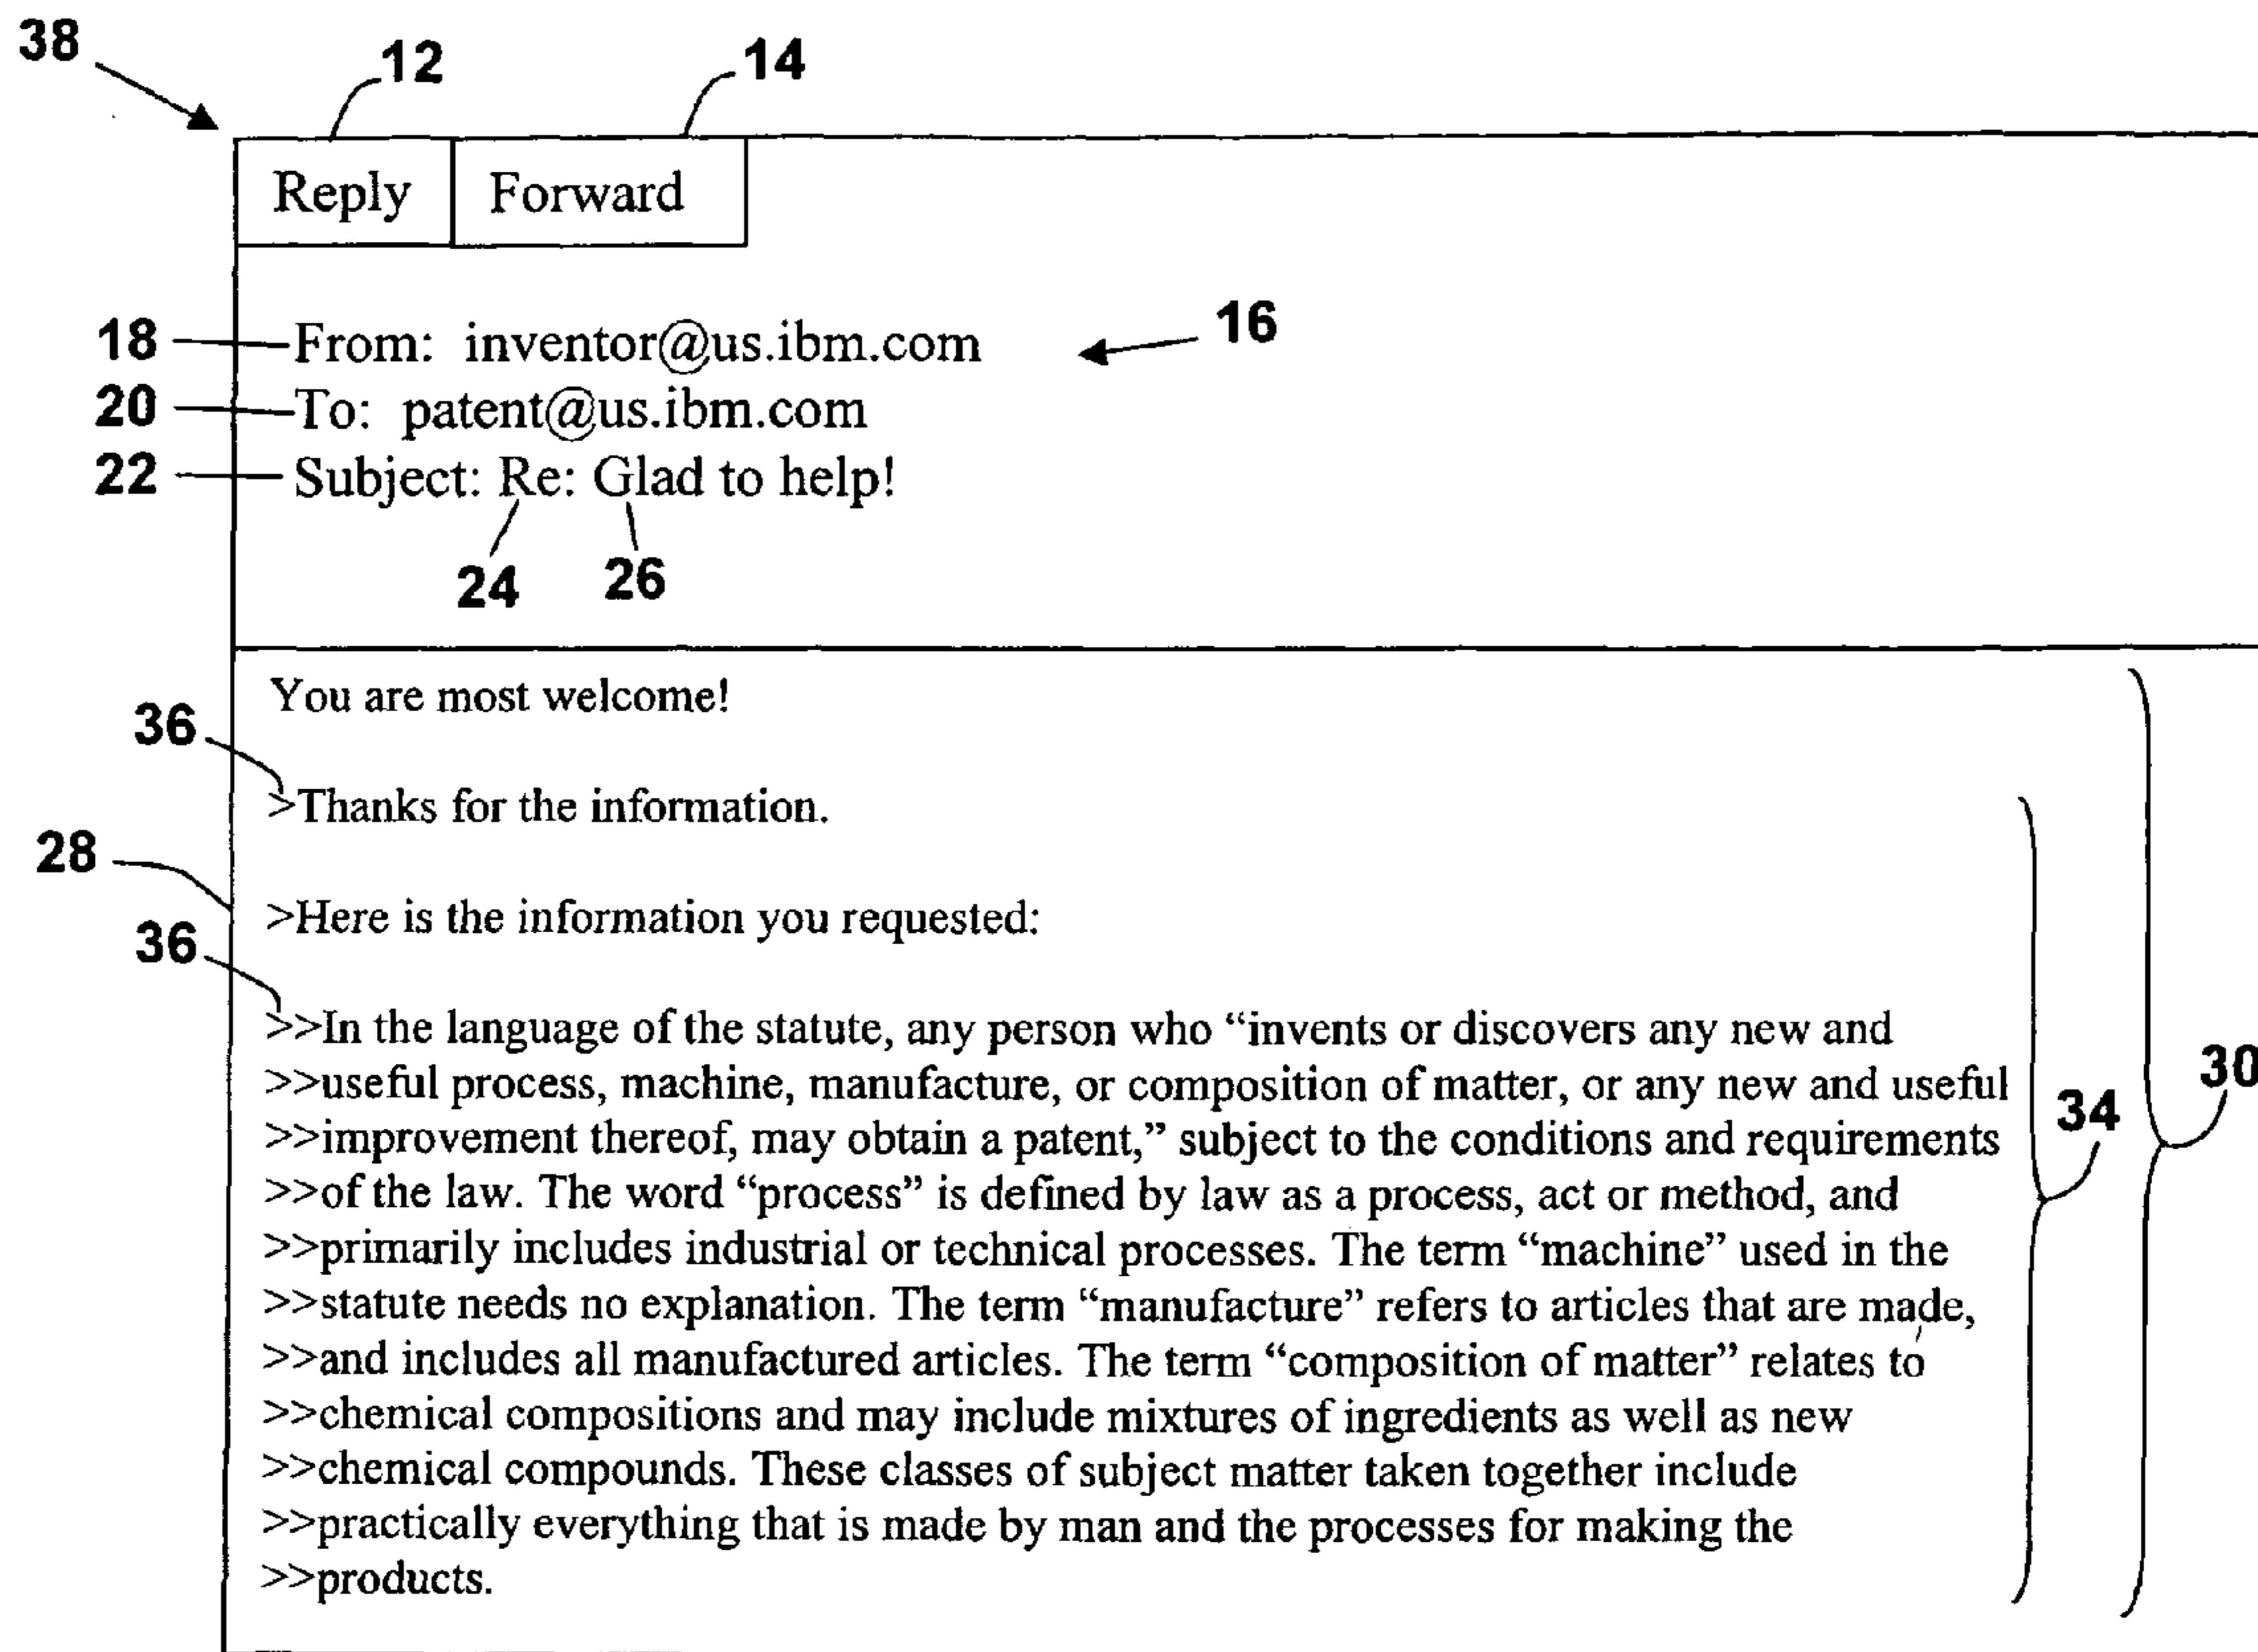 38
12
14
Reply Forward
18 From: inventor@us.ibm.com 16
20 To: patent@us.ibm.com
22 Subject: Re: Glad to help!
24 26
You are most welcome!
36
>Thanks for the information.
28
>Here is the information you requested:
36
>>In the language of the statute, any person who “invents or discovers any new and
>>useful process, machine, manufacture, or composition of matter, or any new and useful
30
34
>>improvement thereof, may obtain a patent,” subject to the conditions and requirements
>>of the law. The word “process” is defined by law as a process, act or method, and
>>primarily includes industrial or technical processes. The term “machine” used in the
>>statute needs no explanation. The term “manufacture” refers to articles that are made,
>>and includes all manufactured articles. The term “composition of matter” relates to
>>chemical compositions and may include mixtures of ingredients as well as new
>>chemical compounds. These classes of subject matter taken together include
>>practically everything that is made by man and the processes for making the
>>products.